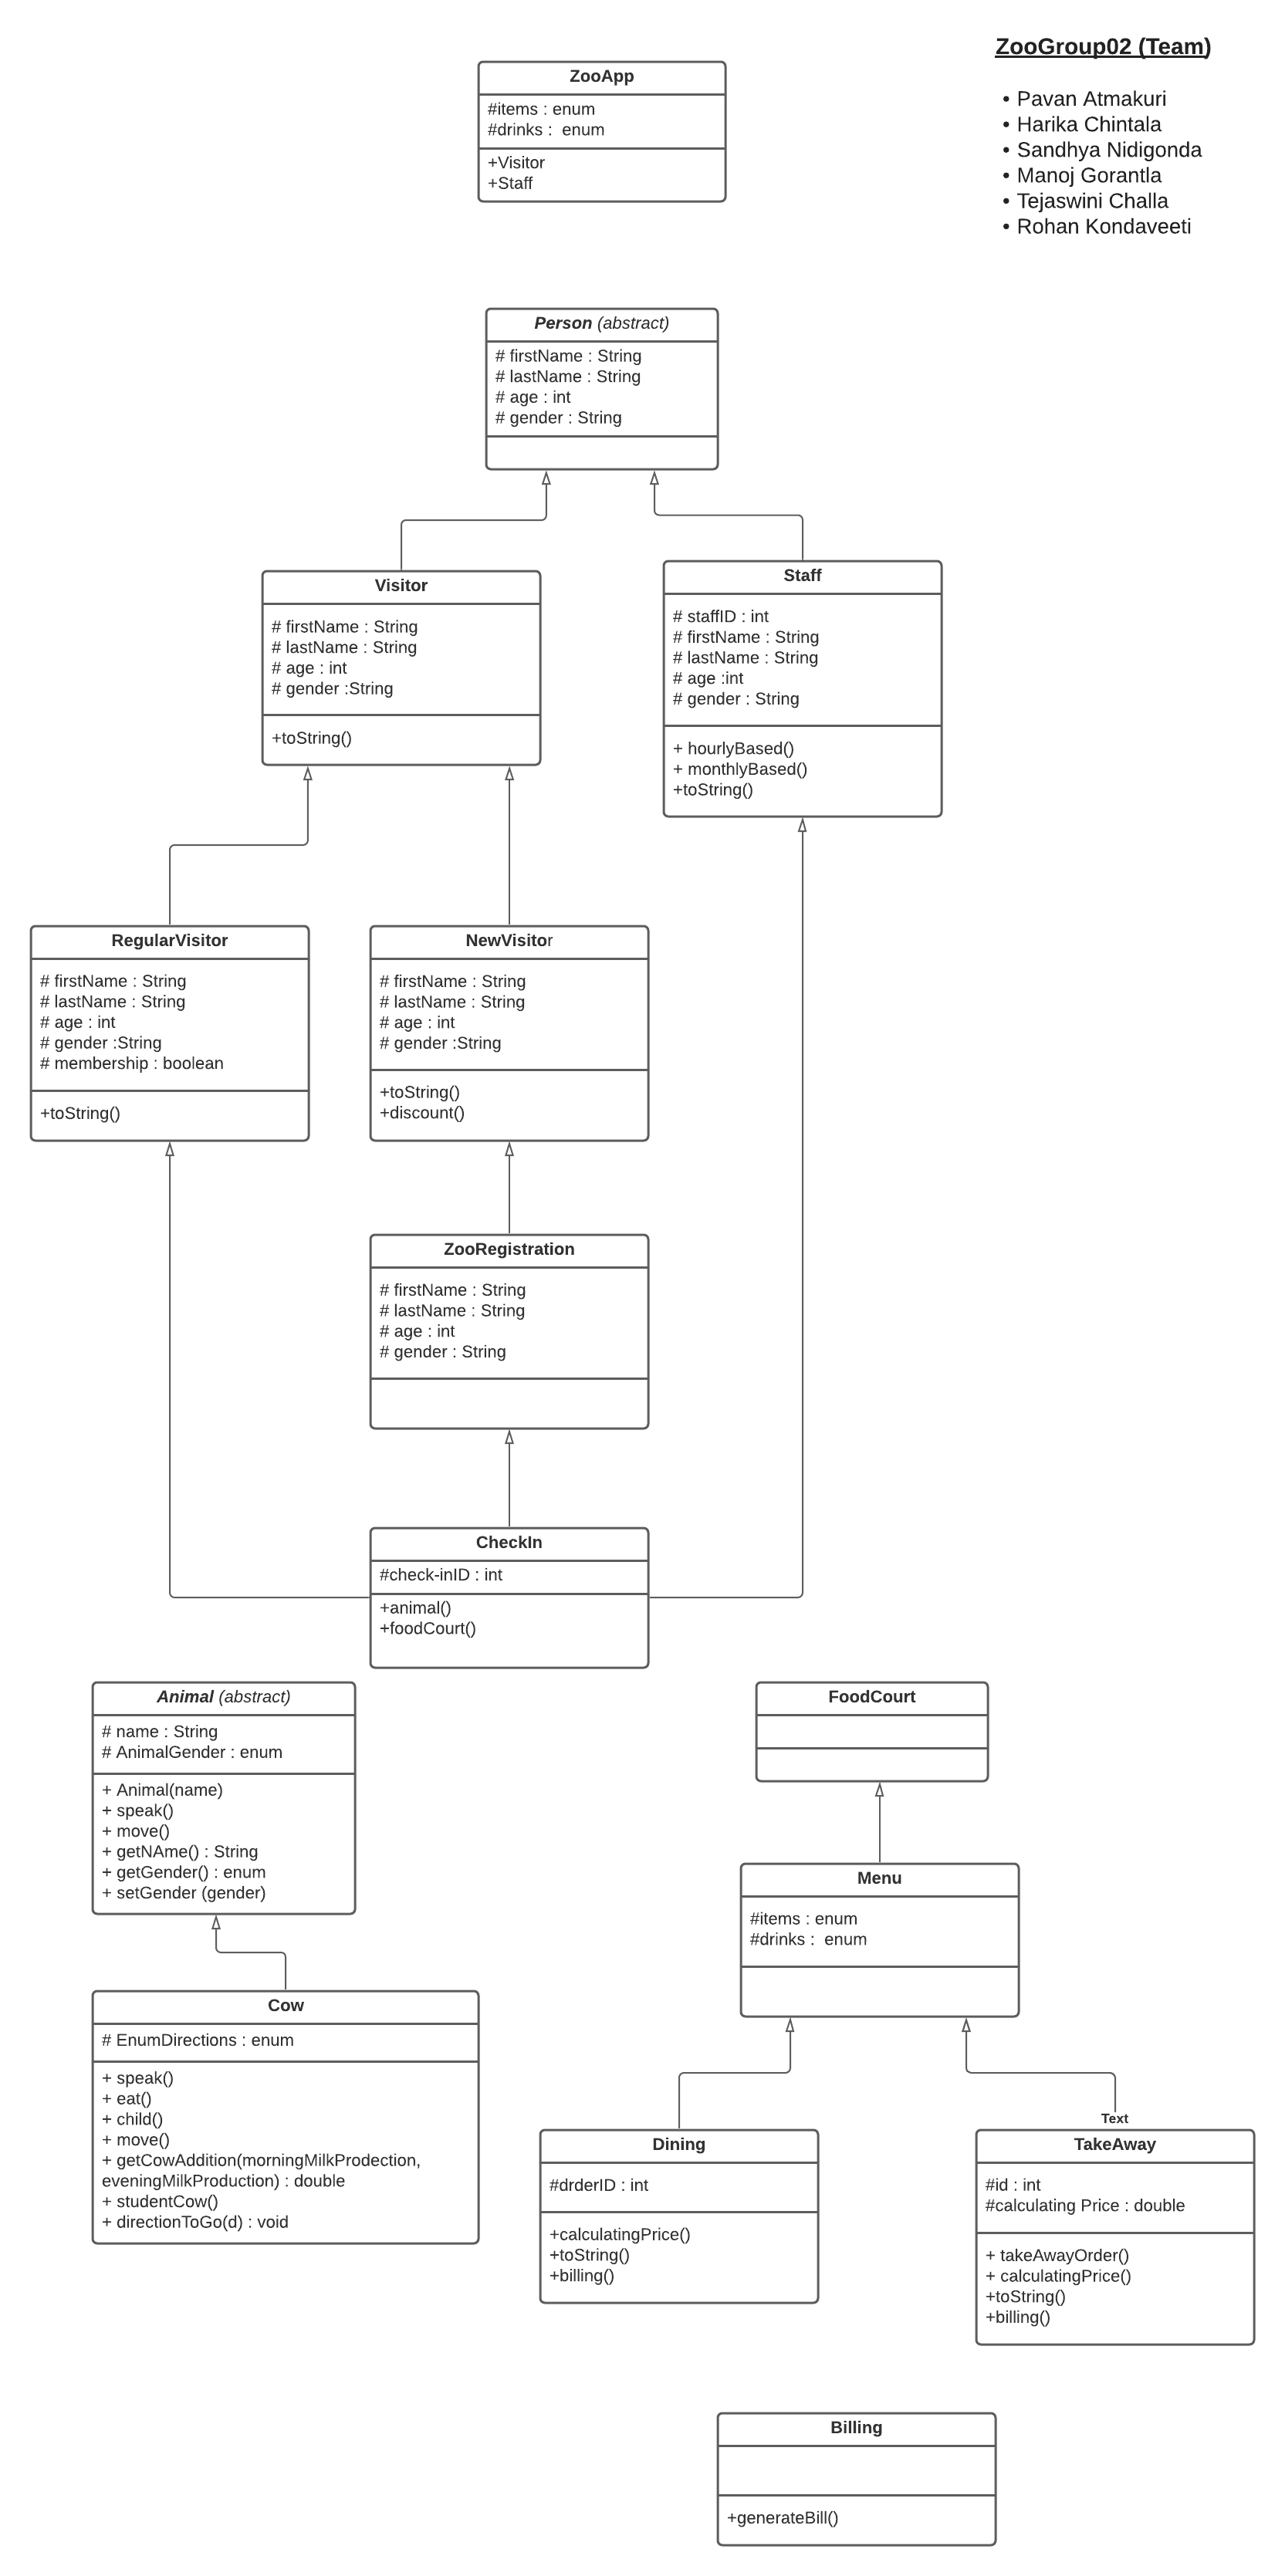 ZooGroup02 (Team)
• Pavan Atmakuri
• Harika Chintala
• Sandhya Nidigonda
• Manoj Gorantla
• Tejaswini Challa
• Rohan Kondaveeti
ZooApp
#items : enum
#drinks :  enum
+Visitor
+Staff
Person (abstract)
# firstName : String
# lastName : String
# age : int
# gender : String
Visitor
# firstName : String
# lastName : String
# age : int
# gender :String
+toString()
Staff
# staffID : int
# firstName : String
# lastName : String
# age :int
# gender : String
+ hourlyBased()
+ monthlyBased()
+toString()
RegularVisitor
# firstName : String
# lastName : String
# age : int
# gender :String
# membership : boolean
+toString()
NewVisitor
# firstName : String
# lastName : String
# age : int
# gender :String
+toString()
+discount()
ZooRegistration
# firstName : String
# lastName : String
# age : int
# gender : String
CheckIn
#check-inID : int
+animal()
+foodCourt()
Animal (abstract)
# name : String
# AnimalGender : enum
+ Animal(name)
+ speak()
+ move()
+ getNAme() : String
+ getGender() : enum
+ setGender (gender)
FoodCourt
Menu
#items : enum
#drinks :  enum
Cow
# EnumDirections : enum
+ speak()
+ eat()
+ child()
+ move()
+ getCowAddition(morningMilkProdection,
eveningMilkProduction) : double
+ studentCow()
+ directionToGo(d) : void
Dining
#drderID : int
+calculatingPrice()
+toString()
+billing()
Text
TakeAway
#id : int
#calculating Price : double
+ takeAwayOrder()
+ calculatingPrice()
+toString()
+billing()
Billing
+generateBill()